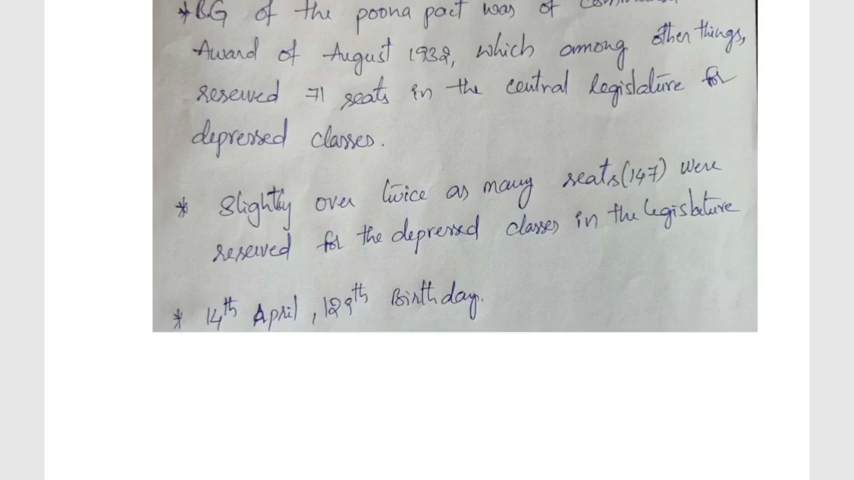 *BG of the poona pact was of
Award of August 1932, which among other things,
reserved 71 seats in the central legislature for
depressed classes.
* Slightly over twice as many seats(147) were
reserved for the depressed classes in the legislature
* 14th April, 129th Birthday.